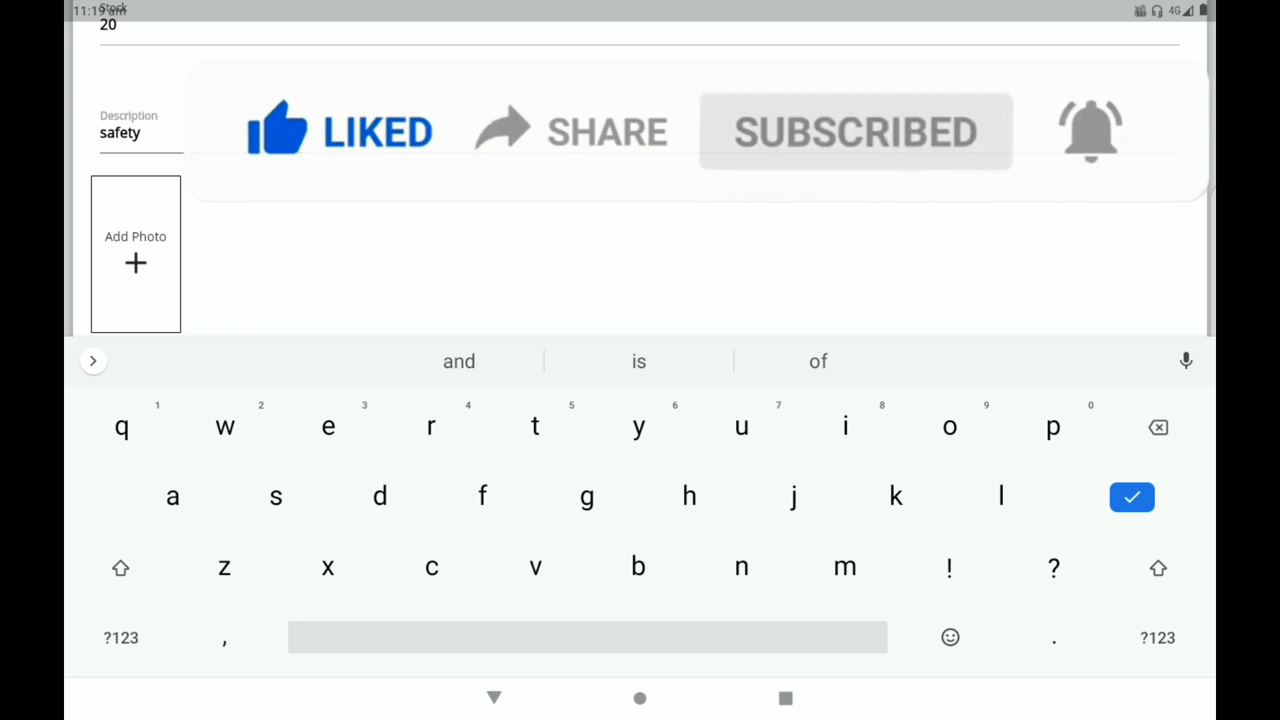 11:19 am
4G
Stock
20
Description
safety
LIKED SHARE SUBSCRIBED
Add Photo
and is of
1 2 3 4 5 6 7 8 9 0
q w e r t y u i o p
a s d f g h j k l
z x c v b n m ! ?
?123 , . ?123